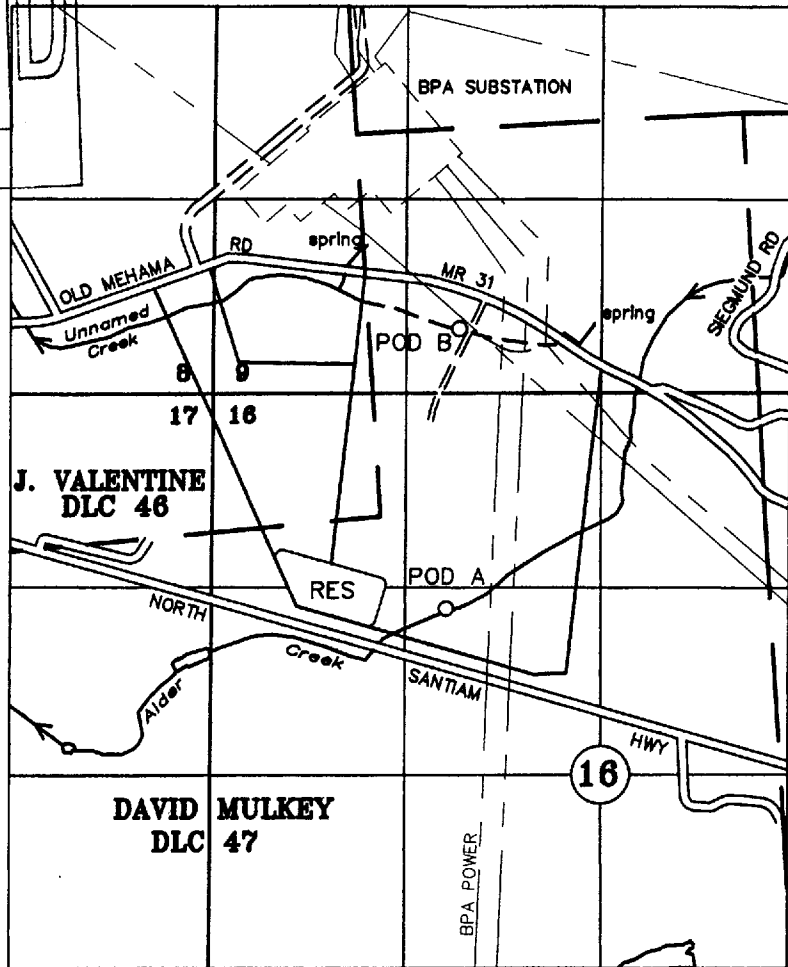 BPA SUBSTATION
OLD MEHAMA
RD
spring
MR 31
SIEGMUND RD
spring
Unnamed
Creek
POD B
8 9
17 16
J. VALENTINE
DLC 46
RES
POD A
NORTH
Creek
SANTIAM
Alder
HWY
16
DAVID MULKEY
DLC 47
BPA POWER